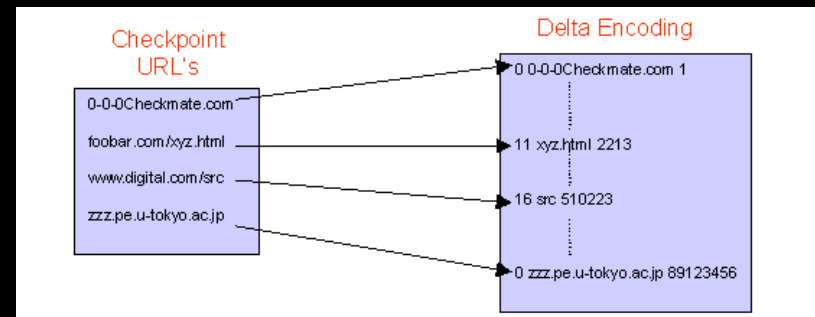 Checkpoint
URL's
0-0-0Checkmate.com
foobar.com/xyz.html
www.digital.com/src
zzz.pe.u-tokyo.ac.jp
Delta Encoding
0 0-0-0Checkmate.com 1
11 xyz.html 2213
16 src 510223
0 zzz.pe.u-tokyo.ac.jp 89123456